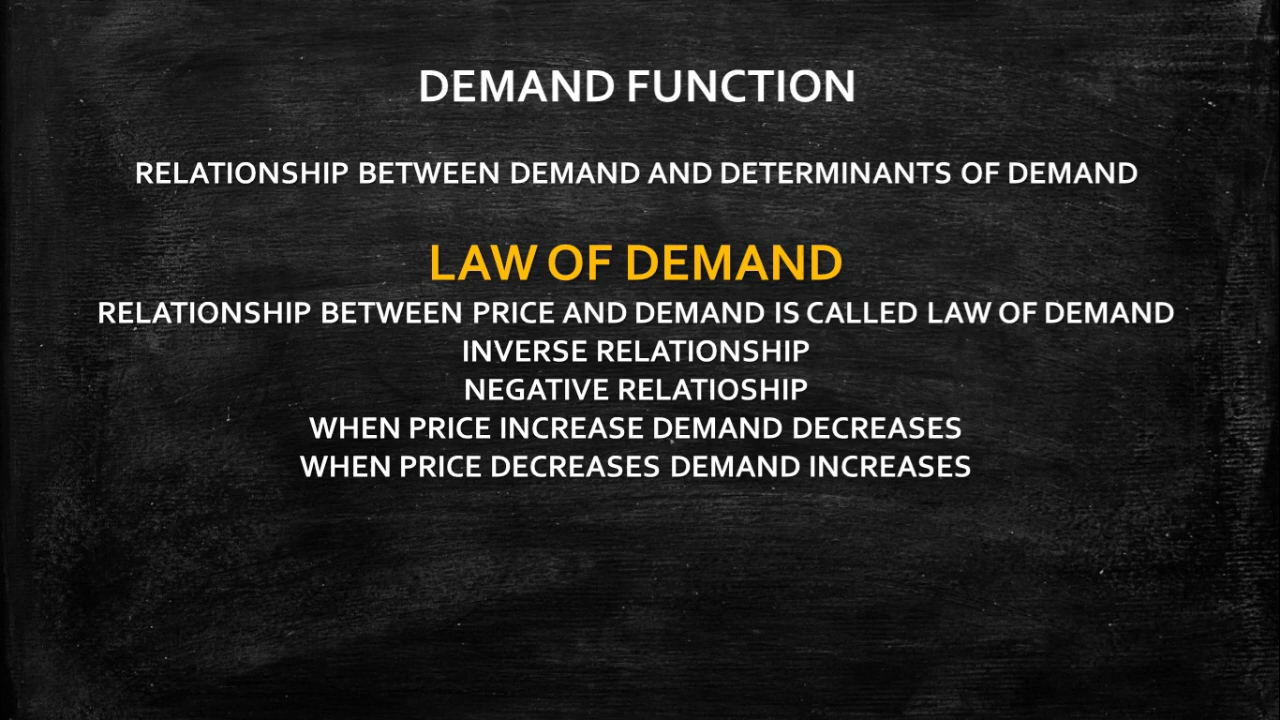 DEMAND FUNCTION
RELATIONSHIP BETWEEN DEMAND AND DETERMINANTS OF DEMAND
LAW OF DEMAND
RELATIONSHIP BETWEEN PRICE AND DEMAND IS CALLED LAW OF DEMAND
INVERSE RELATIONSHIP
NEGATIVE RELATIOSHIP
WHEN PRICE INCREASE DEMAND DECREASES
WHEN PRICE DECREASES DEMAND INCREASES